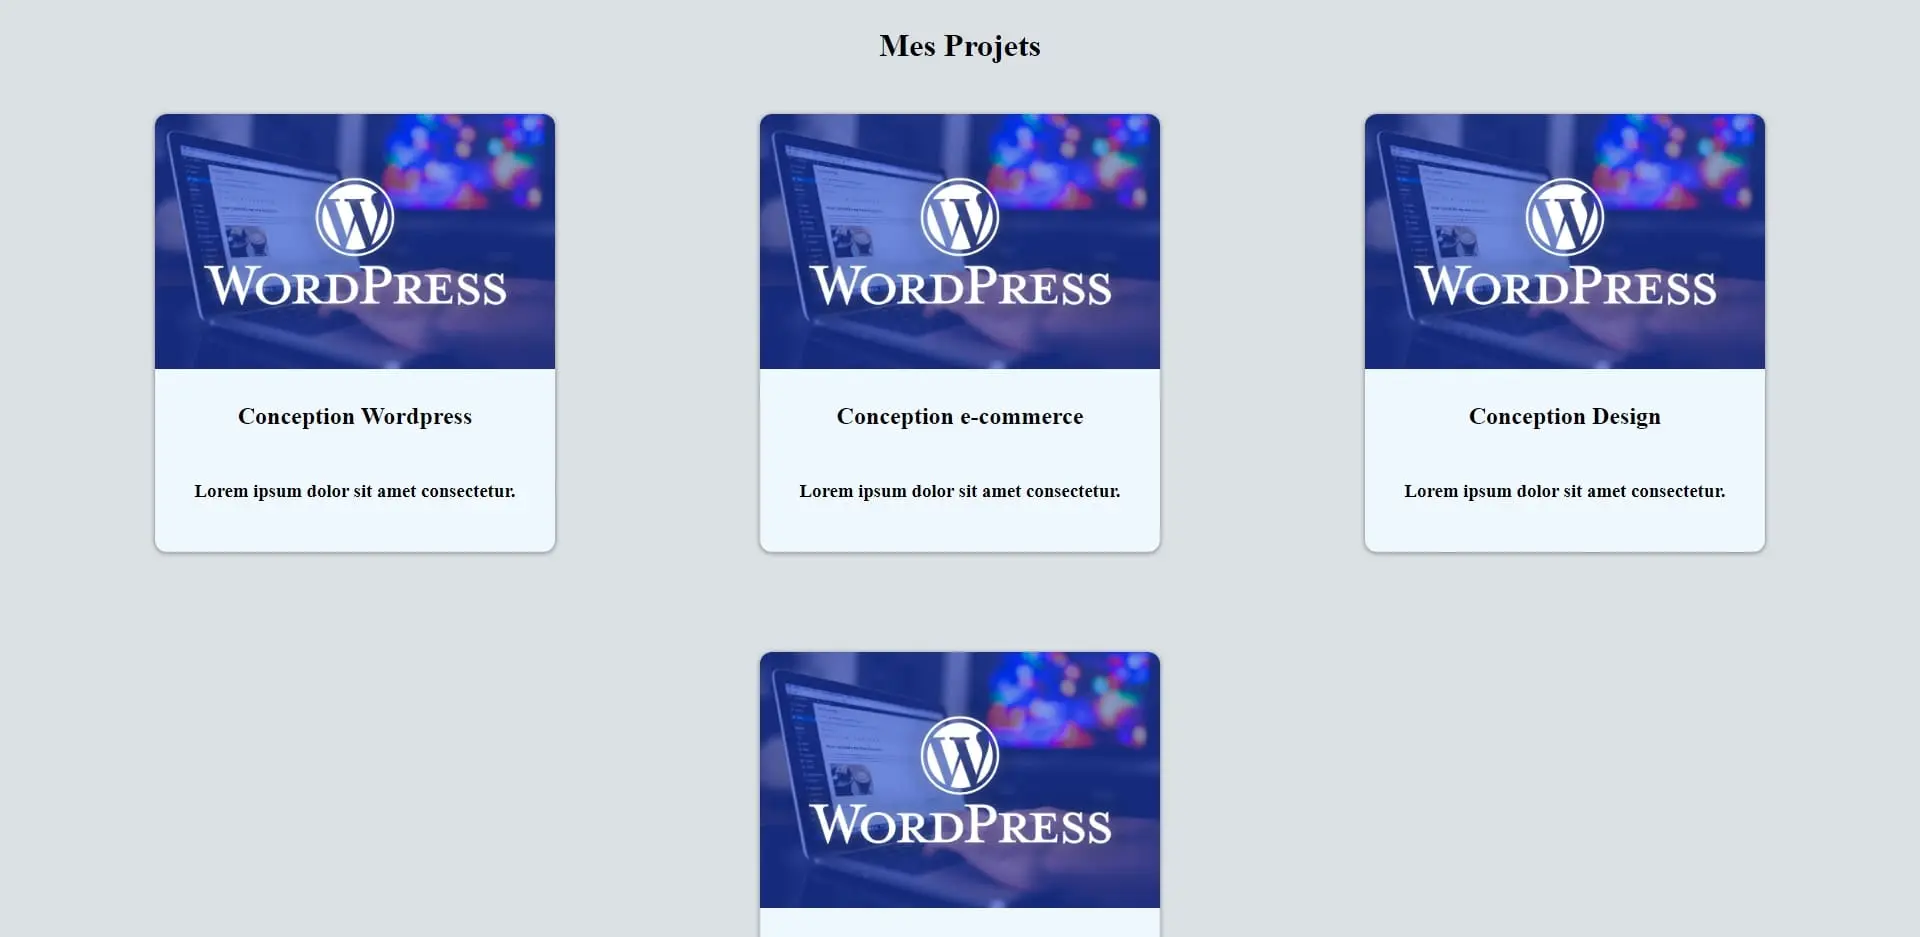 Mes Projets
WORDPRESS
WORDPRESS
WORDPRESS
Conception Wordpress
Conception e-commerce
Conception Design
Lorem ipsum dolor sit amet consectetur.
Lorem ipsum dolor sit amet consectetur.
Lorem ipsum dolor sit amet consectetur.
WORDPRESS